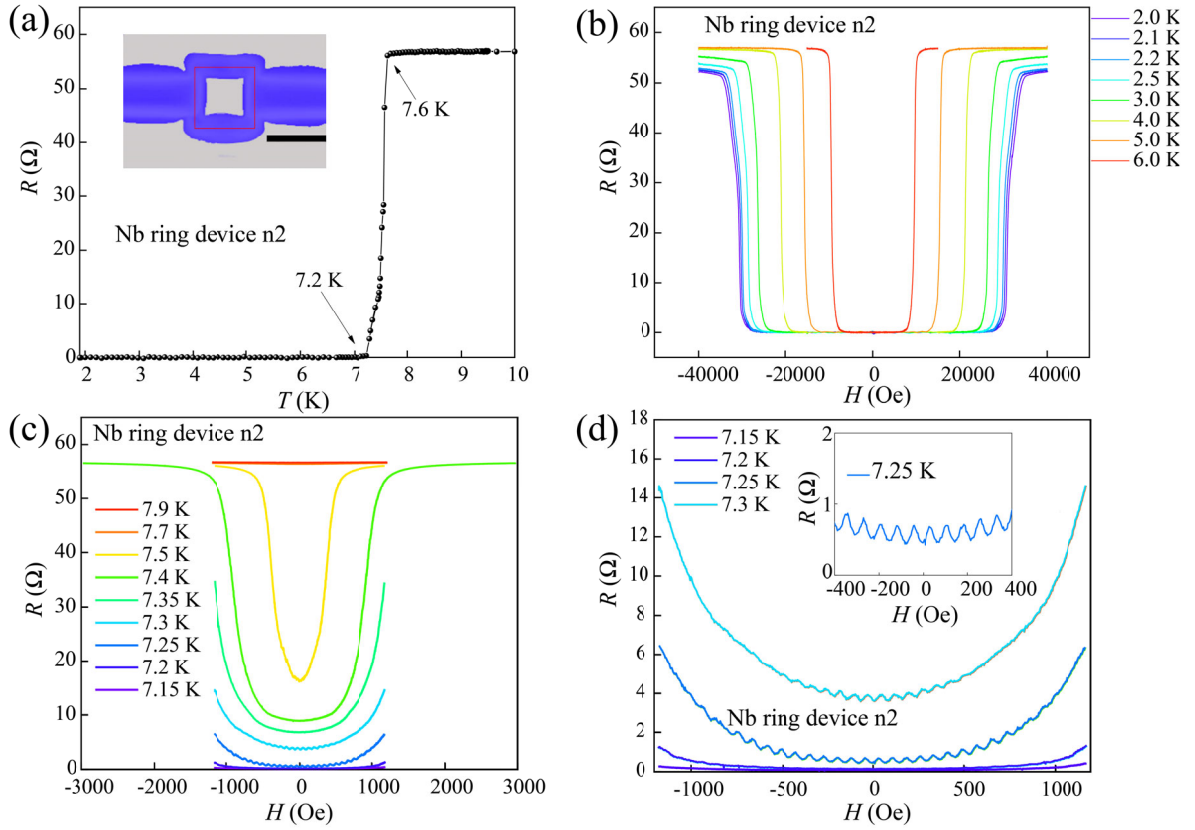 (a)
60
50
40
30
20
10
0
R (Ω)
7.6 K
Nb ring device n2
7.2 K
2 3 4 5 6 7 8 9 10
T (K)
(b)
Nb ring device n2
60
50
40
30
20
10
0
R (Ω)
-40000 -20000 0 20000 40000
H (Oe)
2.0 K
2.1 K
2.2 K
2.5 K
3.0 K
4.0 K
5.0 K
6.0 K
(c)
Nb ring device n2
60
50
40
30
20
10
0
R (Ω)
7.9 K
7.7 K
7.5 K
7.4 K
7.35 K
7.3 K
7.25 K
7.2 K
7.15 K
-3000 -2000 -1000 0 1000 2000 3000
H (Oe)
(d)
18
16
14
12
10
8
6
4
2
0
R (Ω)
7.15 K
7.2 K
7.25 K
7.3 K
2
1
0
R (Ω)
7.25 K
-400 -200 0 200 400
H (Oe)
Nb ring device n2
-1000 -500 0 500 1000
H (Oe)